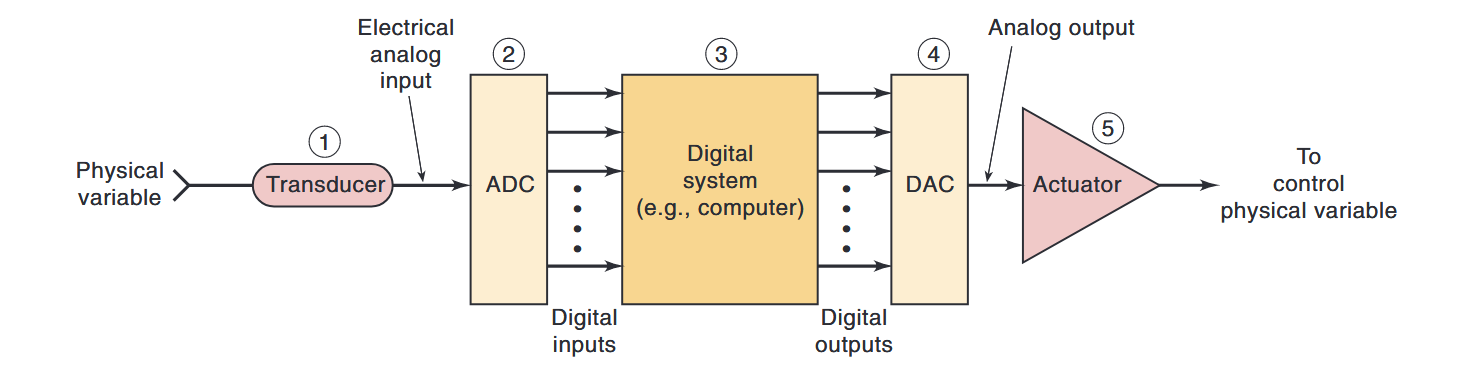 Physical
variable
1
Transducer
Electrical
analog
input
2
ADC
Digital
inputs
3
Digital
system
(e.g., computer)
Digital
outputs
4
DAC
Analog output
5
Actuator
To
control
physical variable